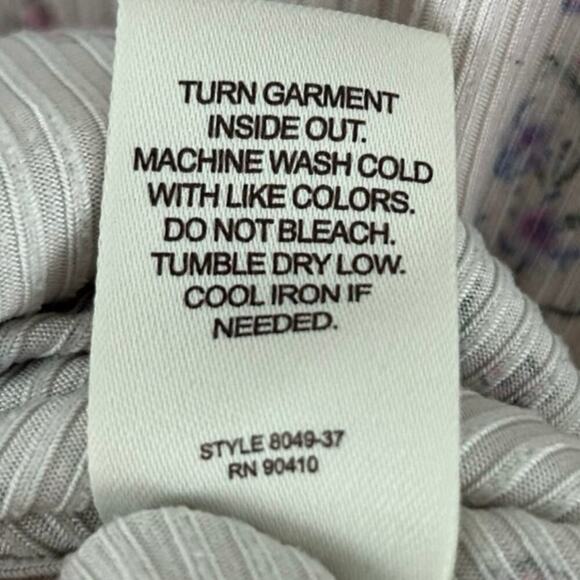 TURN GARMENT
INSIDE OUT.
MACHINE WASH COLD
WITH LIKE COLORS.
DO NOT BLEACH.
TUMBLE DRY LOW.
COOL IRON IF
NEEDED.
STYLE 8049-37
RN 90410